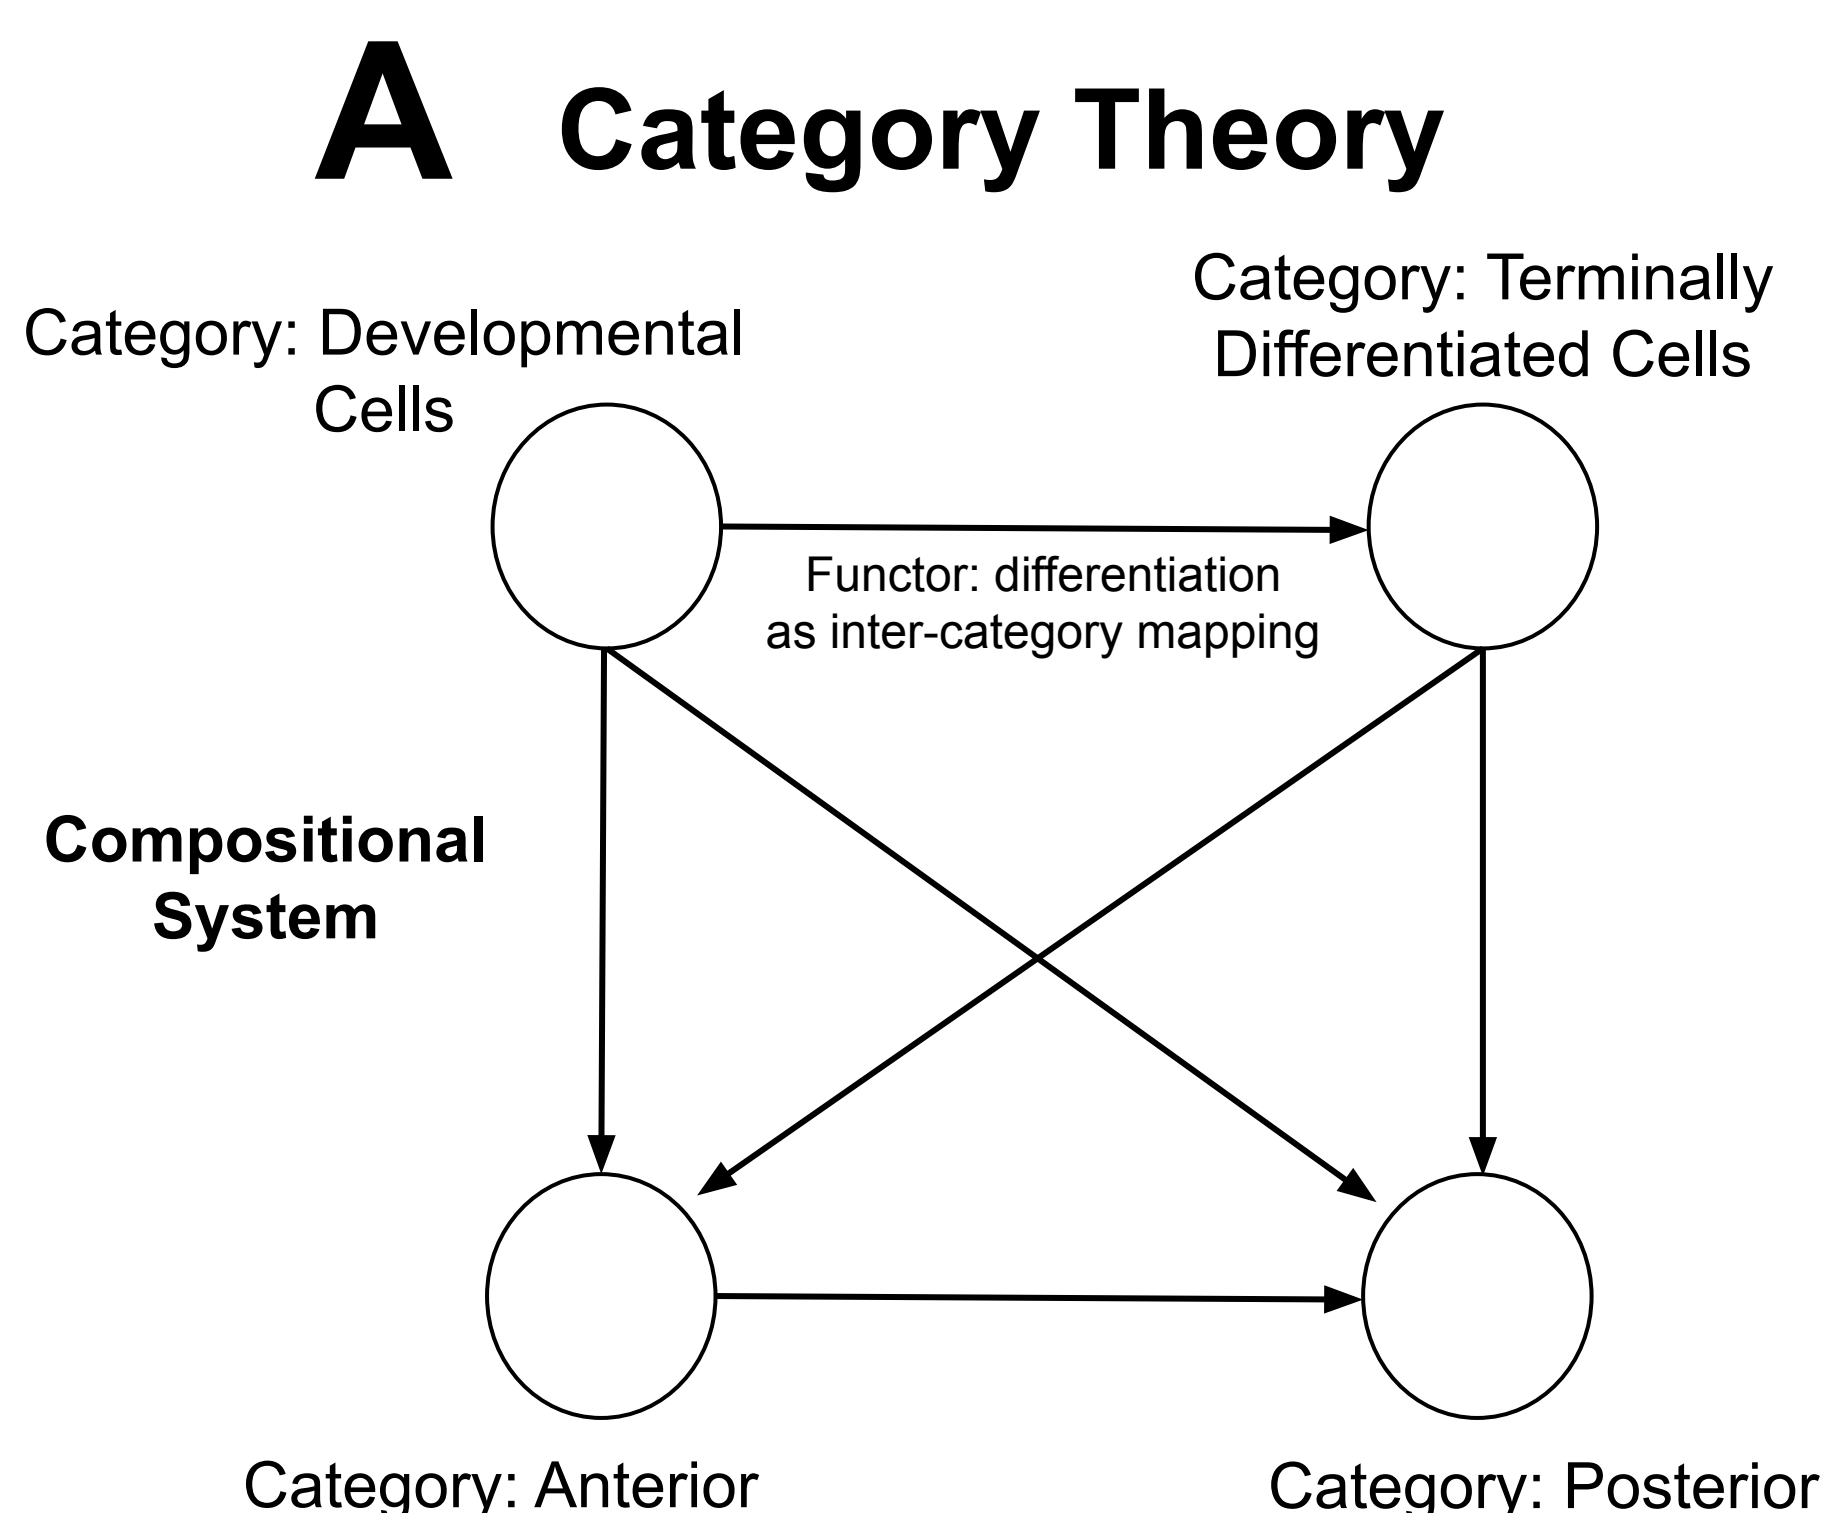 A Category Theory
Category: Developmental
Cells
Category: Terminally
Differentiated Cells
Functor: differentiation
as inter-category mapping
Compositional
System
Category: Anterior
Category: Posterior